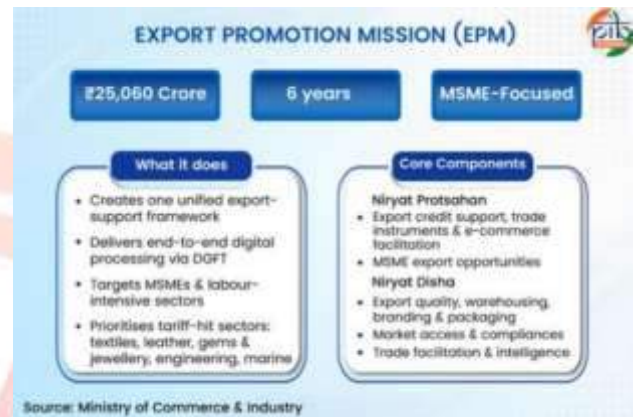 EXPORT PROMOTION MISSION (EPM)
pib
₹25,060 Crore
6 years
MSME-Focused
What it does
• Creates one unified export-
support framework
• Delivers end-to-end digital
processing via DGFT
• Targets MSMEs & labour-
intensive sectors
• Prioritises tariff-hit sectors:
textiles, leather, gems &
jewellery, engineering, marine
Core Components
Niryat Protsahan
• Export credit support, trade
instruments & e-commerce
facilitation
• MSME export opportunities
Niryat Disha
• Export quality, warehousing,
branding & packaging
• Market access & compliances
• Trade facilitation & intelligence
Source: Ministry of Commerce & Industry